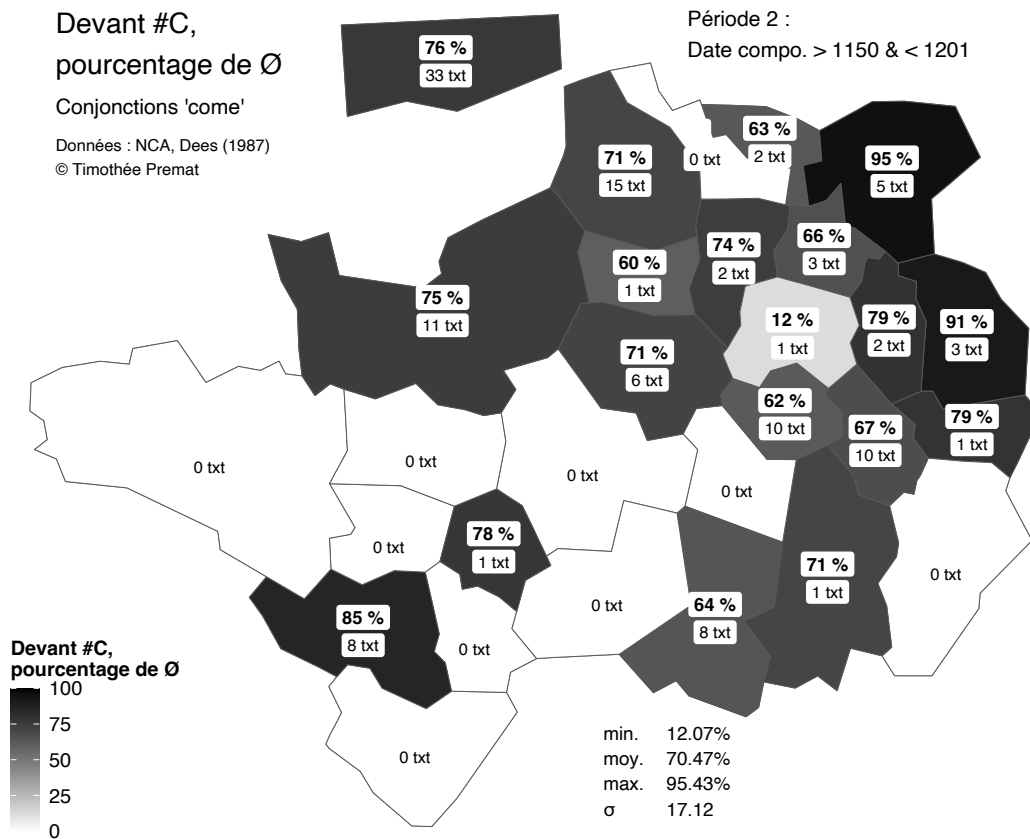 Devant #C,
pourcentage de Ø
Conjonctions 'come'
Données : NCA, Dees (1987)
© Timothée Premat
Période 2 :
Date compo. > 1150 & < 1201
76 %
33 txt
63 %
2 txt
0 txt
71 %
15 txt
95 %
5 txt
66 %
3 txt
74 %
2 txt
60 %
1 txt
75 %
11 txt
12 %
1 txt
79 %
2 txt
91 %
3 txt
71 %
6 txt
62 %
10 txt
67 %
10 txt
79 %
1 txt
0 txt
0 txt
0 txt
0 txt
0 txt
78 %
1 txt
71 %
1 txt
0 txt
85 %
8 txt
0 txt
64 %
8 txt
0 txt
0 txt
Devant #C,
pourcentage de Ø
100
75
50
25
0
min. 12.07%
moy. 70.47%
max. 95.43%
σ 17.12